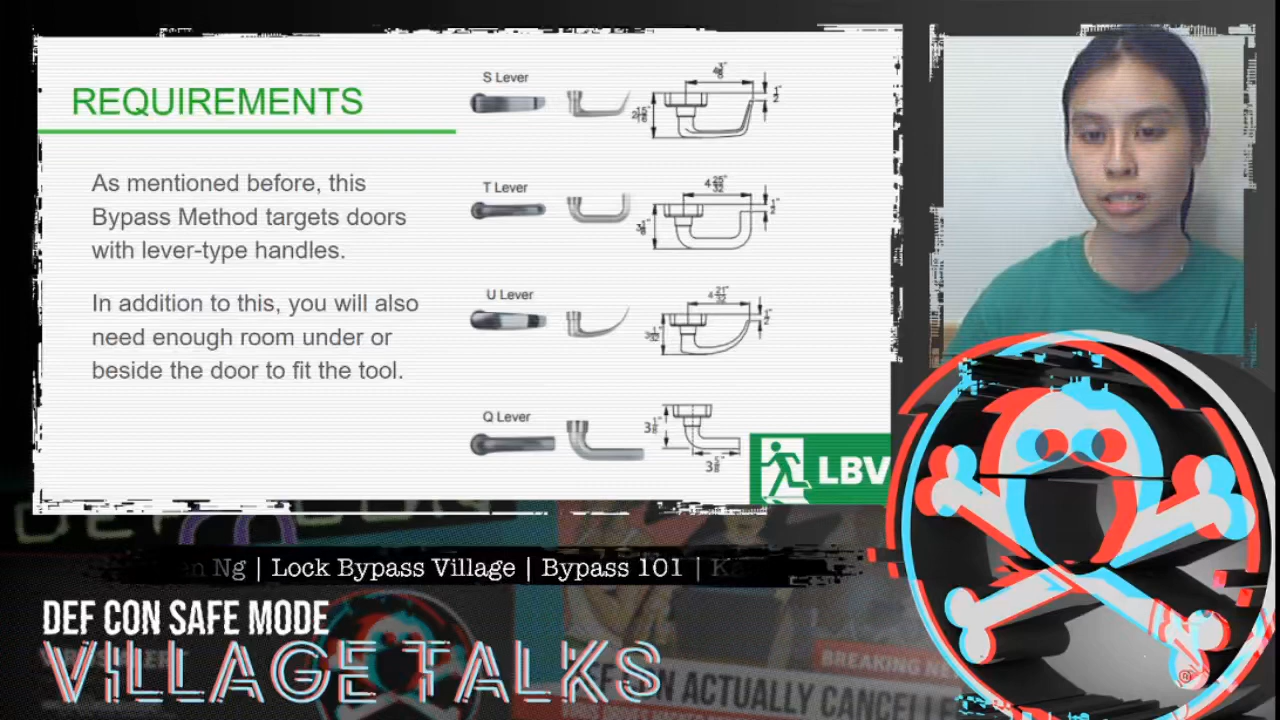 REQUIREMENTS
As mentioned before, this
Bypass Method targets doors
with lever-type handles.
In addition to this, you will also
need enough room under or
beside the door to fit the tool.
S Lever
T Lever
U Lever
Q Lever
LBV
Ng | Lock Bypass Village | Bypass 101 |
DEF CON SAFE MODE
VILLAGE TALKS
BREAKING
ACTUALLY